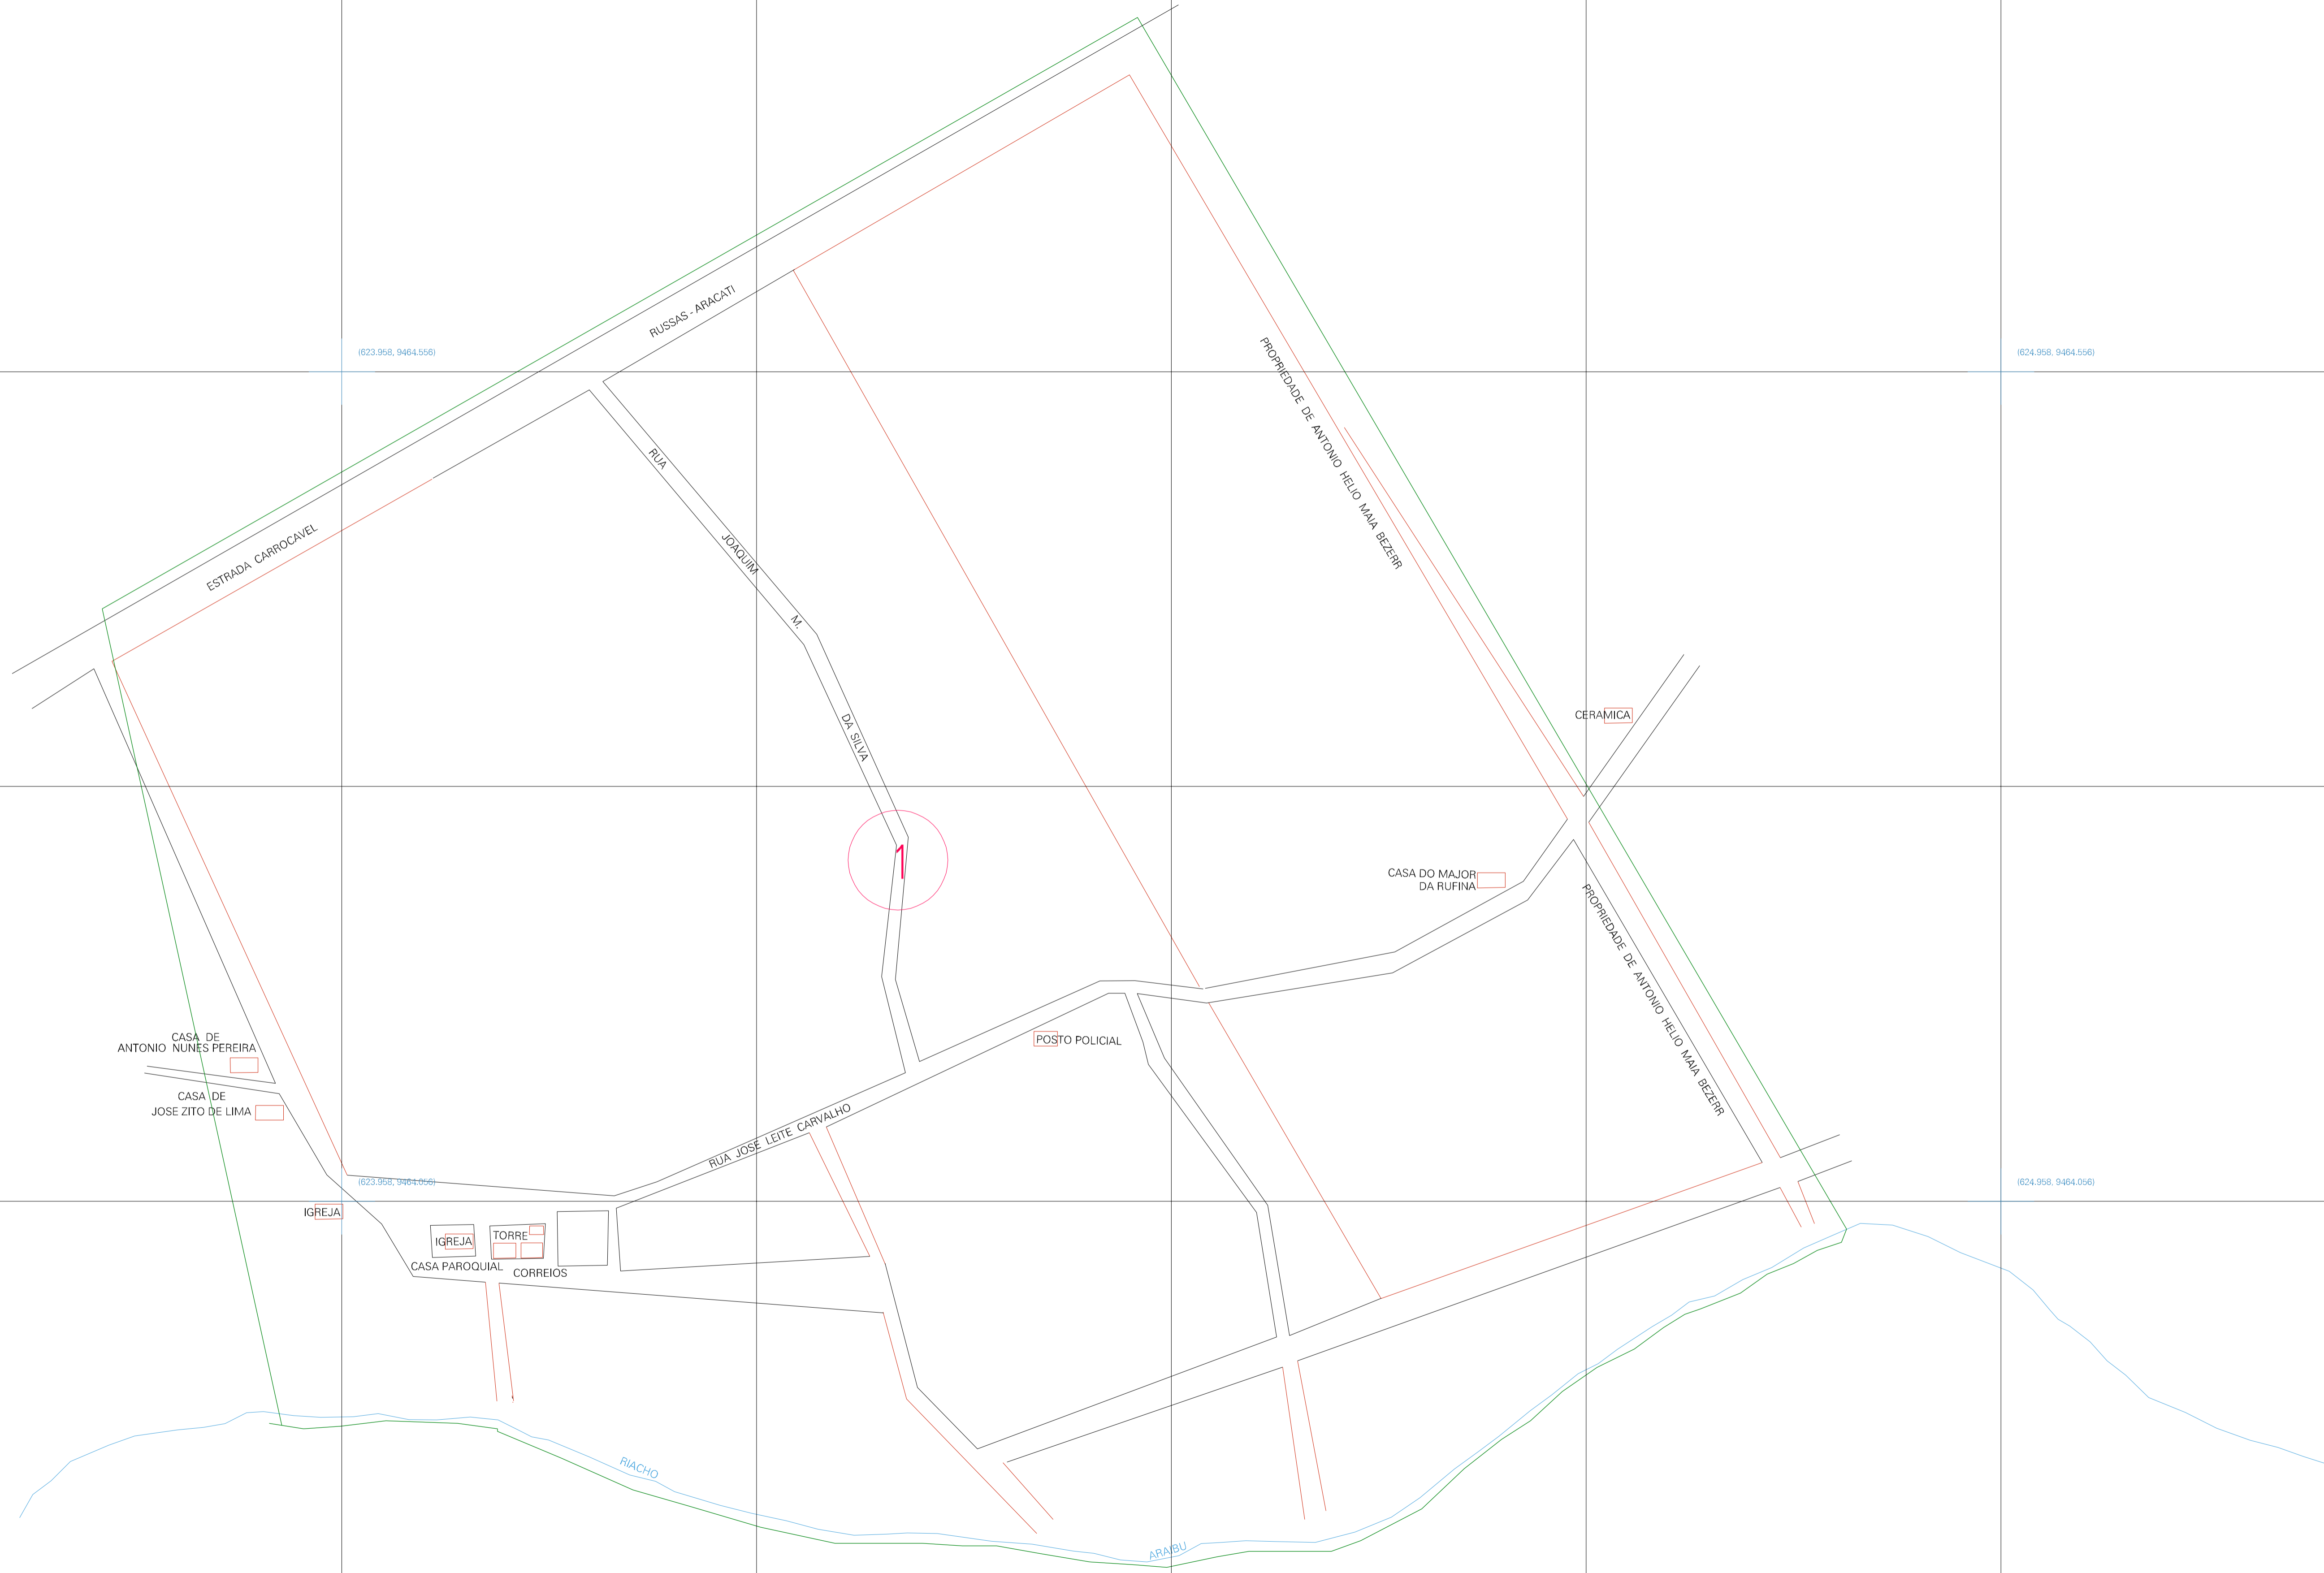 RUSSAS - ARACATI
(623.958, 9464.556)
(624.958, 9464.556)
PROPRIEDADE DE ANTONIO HELIO MAIA BEZERR
RUA JOAQUIM M. DA SILVA
ESTRADA CARROCAVEL
CERAMICA
1
CASA DO MAJOR
DA RUFINA
PROPRIEDADE DE ANTONIO HELIO MAIA BEZERR
CASA DE
ANTONIO NUNES PEREIRA
POSTO POLICIAL
CASA DE
JOSE ZITO DE LIMA
RUA JOSE LEITE CARVALHO
(623.958, 9464.056)
(624.958, 9464.056)
IGREJA
IGREJA
TORRE
CASA PAROQUIAL
CORREIOS
RIACHO
ARAIBU